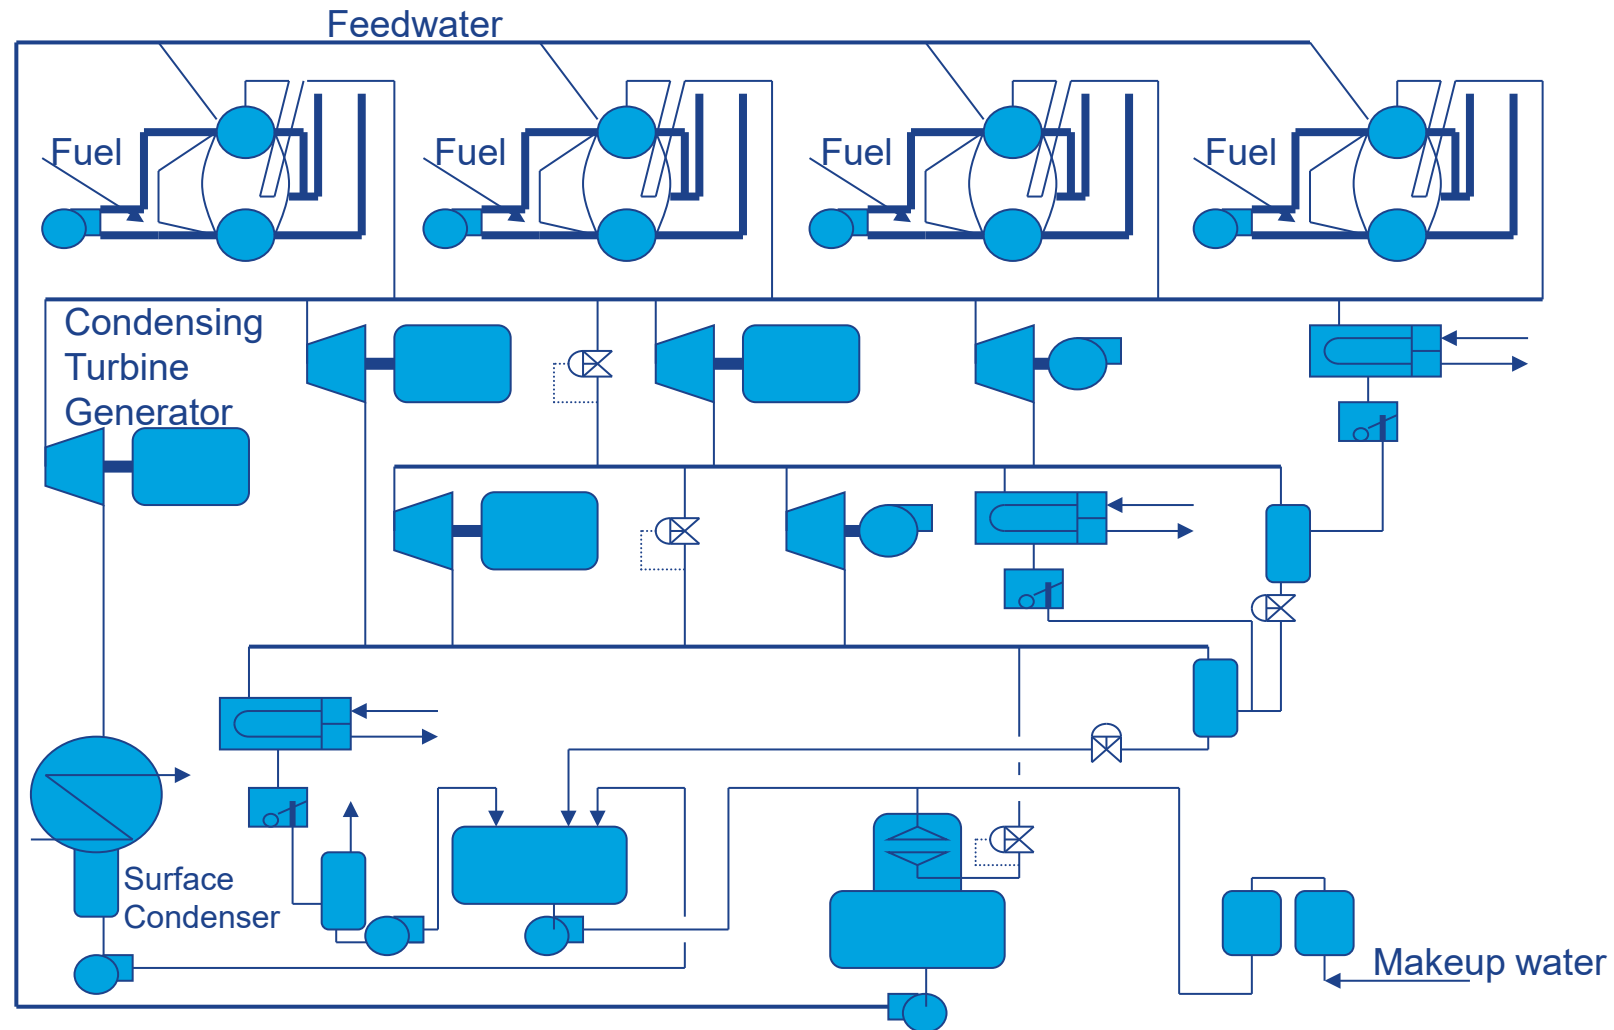 Feedwater
Fuel
Fuel
Fuel
Fuel
Condensing
Turbine
Generator
Surface
Condenser
Makeup water